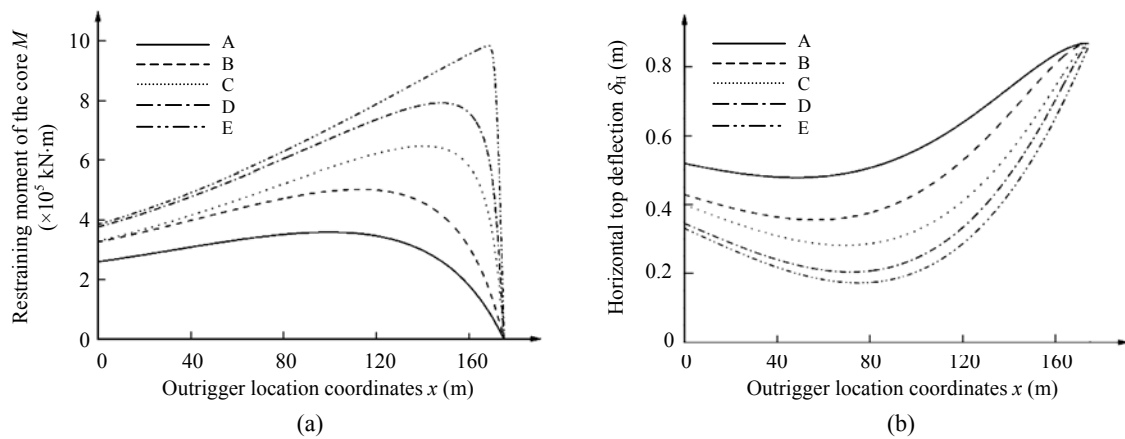 Restraining moment of the core M
(×10⁵ kN·m)
10
8
6
4
2
0
A
B
C
D
E
0 40 80 120 160
Outrigger location coordinates x (m)
(a)
Horizontal top deflection δH (m)
0.8
0.6
0.4
0.2
0
A
B
C
D
E
0 40 80 120 160
Outrigger location coordinates x (m)
(b)